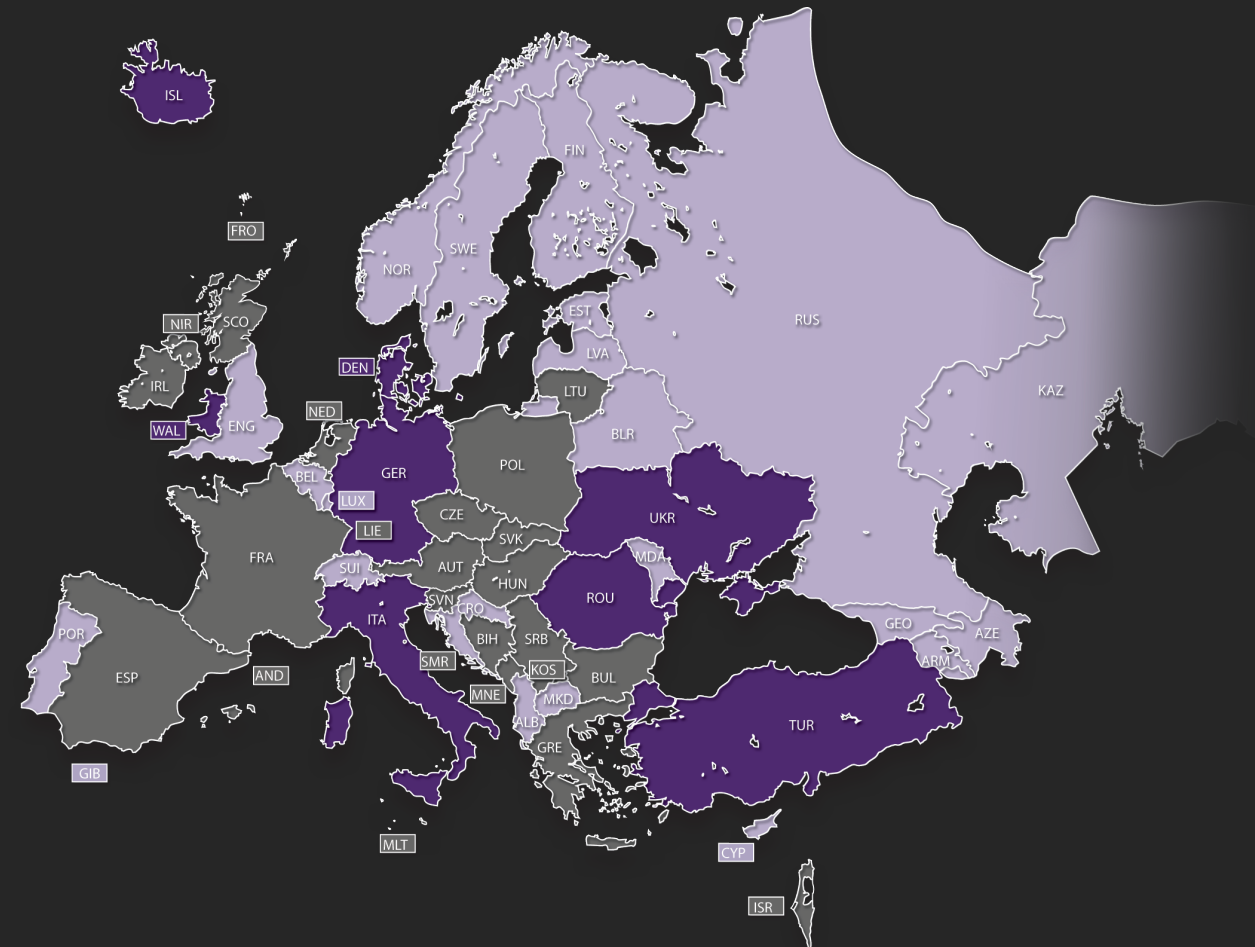 ISL
FIN
FRO
SWE
NOR
EST
RUS
SCO
NIR
LVA
DEN
IRL
LTU
KAZ
NED
ENG
WAL
BLR
POL
GER
BEL
LUX
CZE
UKR
LIE
SVK
FRA
MDA
SUI
AUT
HUN
ROU
SVN
CRO
ITA
GEO
POR
AZE
BIH
SRB
SMR
ARM
KOS
AND
ESP
BUL
MNE
MKD
ALB
TUR
GRE
GIB
MLT
CYP
ISR